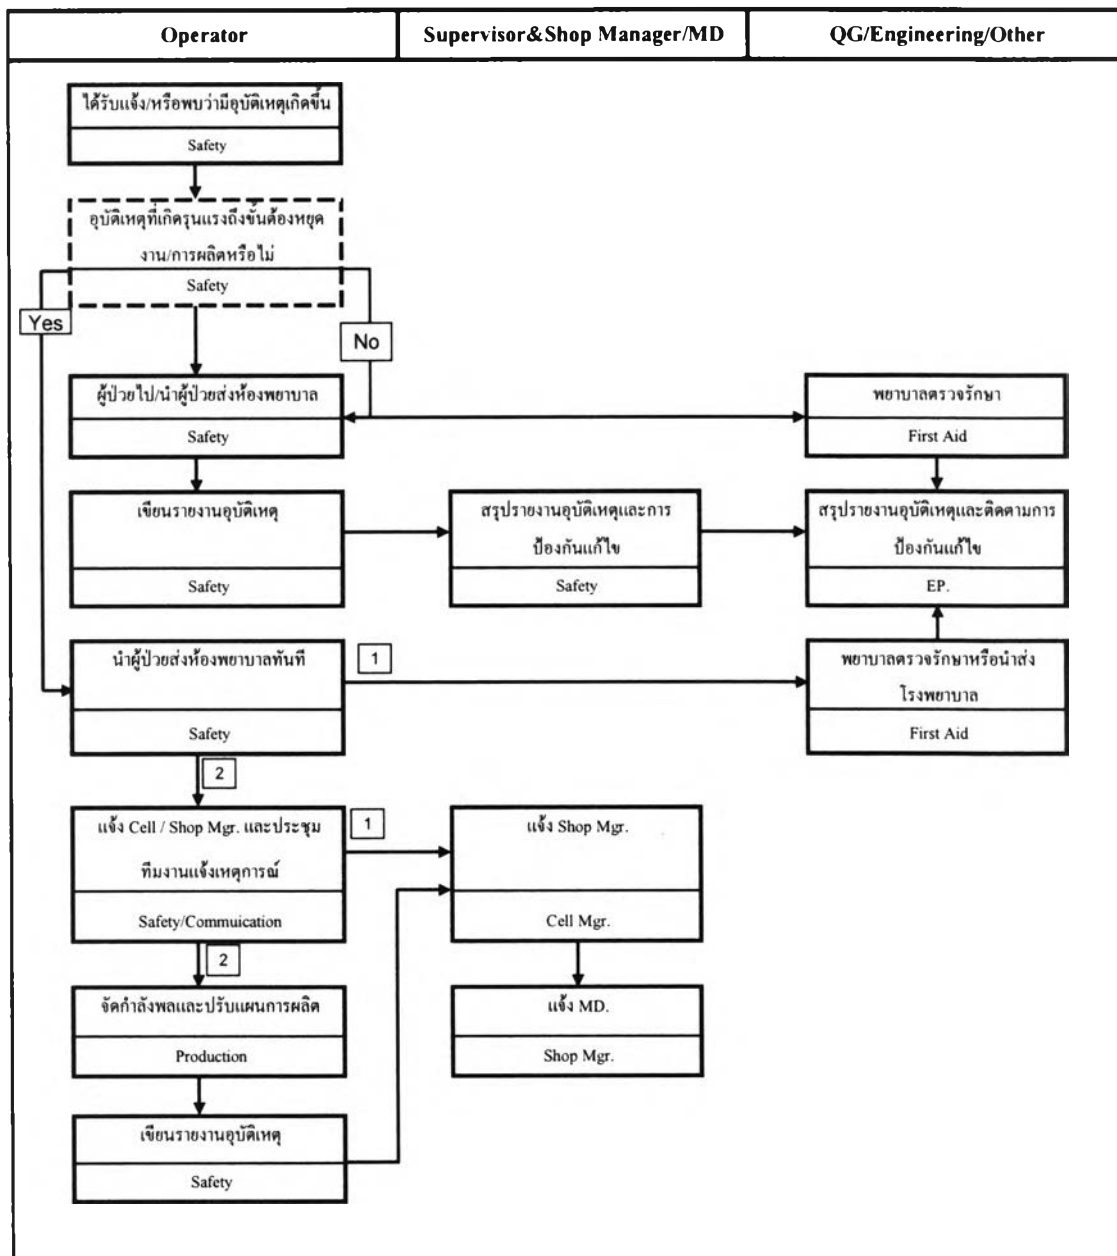 Operator
Supervisor&Shop Manager/MD
QG/Engineering/Other
ได้รับแจ้ง/หรือพบว่ามีอุบัติเหตุเกิดขึ้น
Safety
อุบัติเหตุที่เกิดรุนแรงถึงขั้นต้องหยุด
งาน/การผลิตหรือไม่
Safety
Yes
No
ผู้ป่วยไป/นำผู้ป่วยส่งห้องพยาบาล
Safety
พยาบาลตรวจรักษา
First Aid
เขียนรายงานอุบัติเหตุ
Safety
สรุปรายงานอุบัติเหตุและการ
ป้องกันแก้ไข
Safety
สรุปรายงานอุบัติเหตุและติดตามการ
ป้องกันแก้ไข
EP.
นำผู้ป่วยส่งห้องพยาบาลทันที
Safety
1
พยาบาลตรวจรักษาหรือนำส่ง
โรงพยาบาล
First Aid
2
แจ้ง Cell / Shop Mgr. และประชุม
ทีมงานแจ้งเหตุการณ์
Safety/Commuication
1
แจ้ง Shop Mgr.
Cell Mgr.
2
จัดกำลังพลและปรับแผนการผลิต
Production
แจ้ง MD.
Shop Mgr.
เขียนรายงานอุบัติเหตุ
Safety